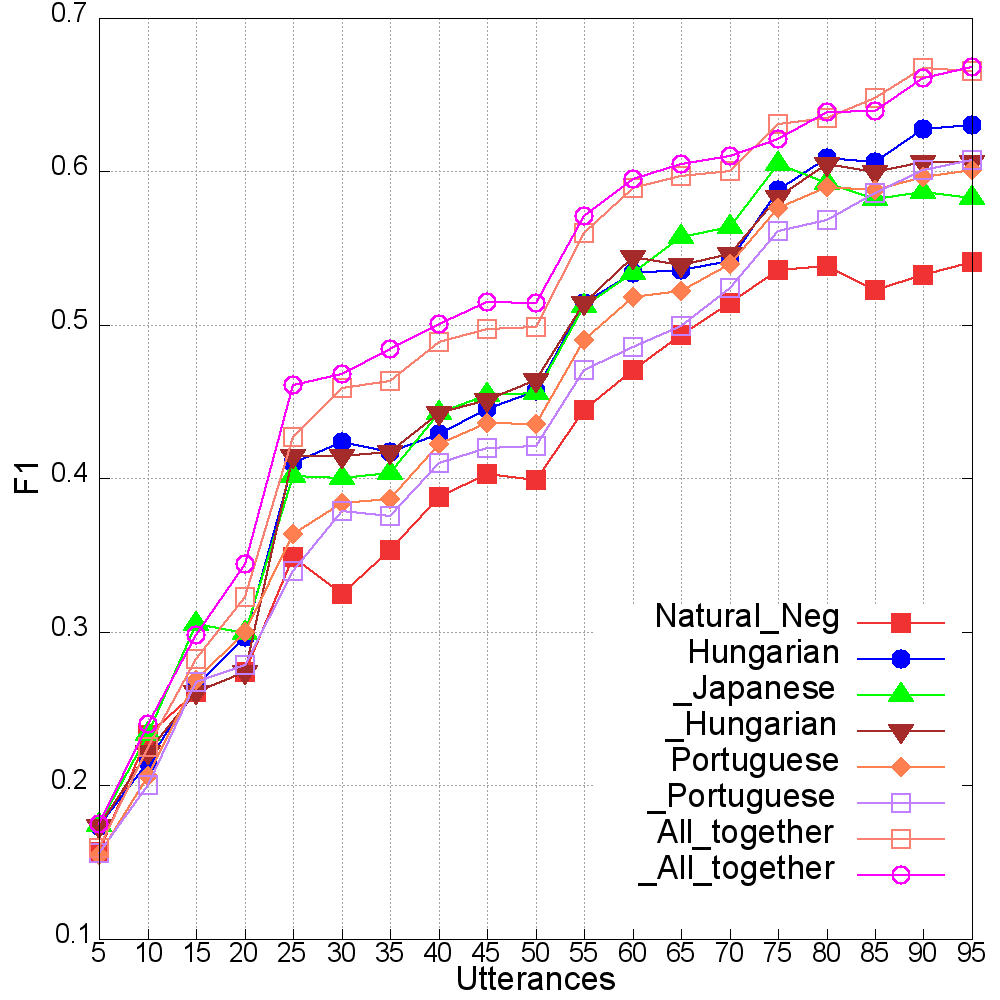 0.7
0.6
0.5
0.4
0.3
0.2
0.1
F1
Natural_Neg
Hungarian
_Japanese
_Hungarian
Portuguese
_Portuguese
All_together
_All_together
5 10 15 20 25 30 35 40 45 50 55 60 65 70 75 80 85 90 95
Utterances